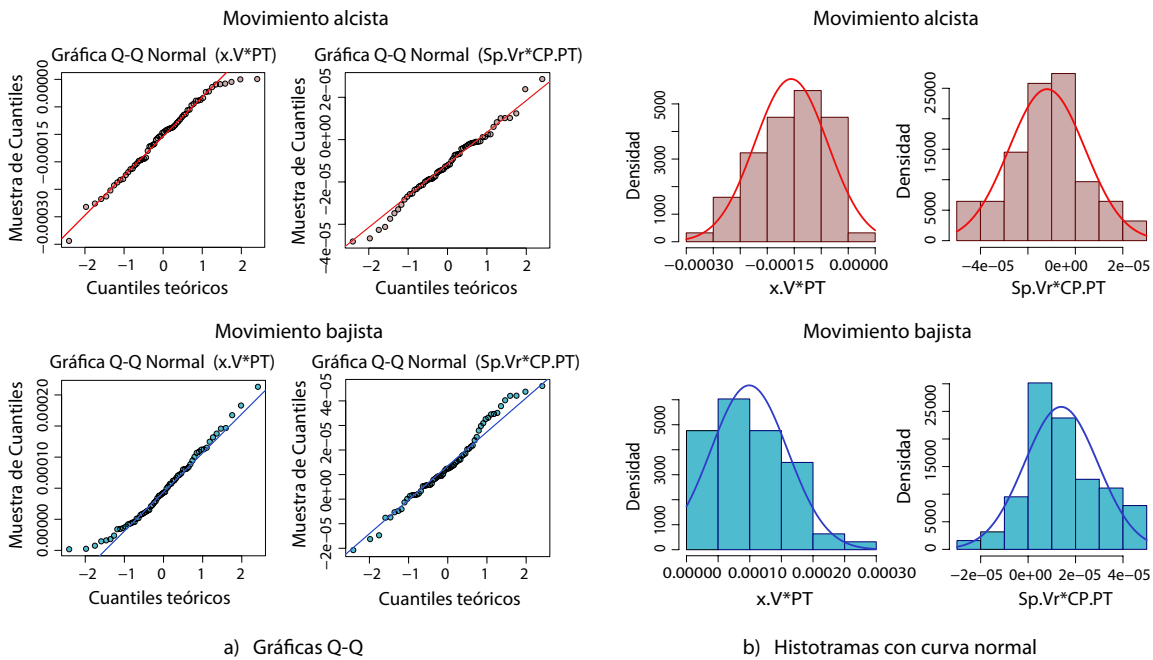 Movimiento alcista
Gráfica Q-Q Normal (x.V*PT)
Muestra de Cuantiles
0.00000
−0.00015
−0.00030
−2 −1 0 1 2
Cuantiles teóricos
Gráfica Q-Q Normal (Sp.Vr*CP.PT)
Muestra de Cuantiles
2e−05
0e+00
−2e−05
−4e−05
−2 −1 0 1 2
Cuantiles teóricos
Movimiento bajista
Gráfica Q-Q Normal (x.V*PT)
Muestra de Cuantiles
0.00020
0.00010
0.00000
−2 −1 0 1 2
Cuantiles teóricos
Gráfica Q-Q Normal (Sp.Vr*CP.PT)
Muestra de Cuantiles
4e−05
2e−05
0e+00
−2e−05
−2 −1 0 1 2
Cuantiles teóricos
a) Gráficas Q-Q
Movimiento alcista
Densidad
5000
3000
1000
0
−0.00030 −0.00015 0.00000
x.V*PT
Densidad
25000
15000
5000
0
−4e−05 0e+00 2e−05
Sp.Vr*CP.PT
Movimiento bajista
Densidad
5000
3000
1000
0
0.00000 0.00010 0.00020 0.00030
x.V*PT
Densidad
25000
15000
5000
0
−2e−05 0e+00 2e−05 4e−05
Sp.Vr*CP.PT
b) Histotramas con curva normal